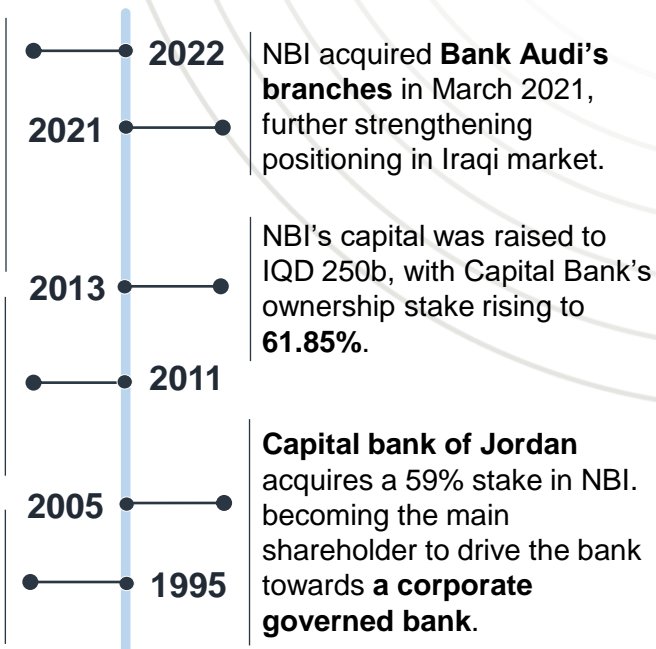 2022
NBI acquired Bank Audi's
branches in March 2021,
further strengthening
positioning in Iraqi market.
2021
NBI's capital was raised to
IQD 250b, with Capital Bank's
ownership stake rising to
61.85%.
2013
2011
Capital bank of Jordan
acquires a 59% stake in NBI.
becoming the main
shareholder to drive the bank
towards a corporate
governed bank.
2005
1995